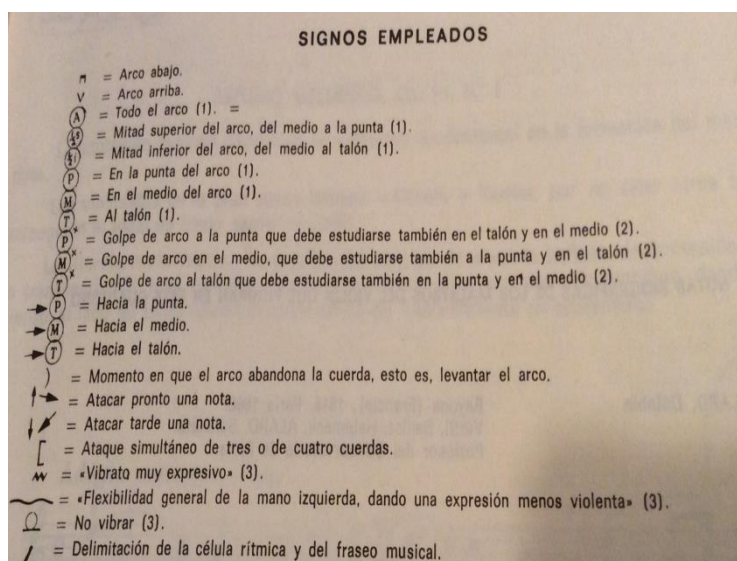 SIGNOS EMPLEADOS
= Arco abajo.
V = Arco arriba.
A = Todo el arco (1). =
= Mitad superior del arco, del medio a la punta (1).
= Mitad inferior del arco, del medio al talón (1).
P = En la punta del arco (1).
M = En el medio del arco (1).
T = Al talón (1).
P× = Golpe de arco a la punta que debe estudiarse también en el talón y en el medio (2).
M× = Golpe de arco en el medio, que debe estudiarse también a la punta y en el talón (2).
T× = Golpe de arco al talón que debe estudiarse también en la punta y en el medio (2).
→ P = Hacia la punta.
→ M = Hacia el medio.
→ T = Hacia el talón.
) = Momento en que el arco abandona la cuerda, esto es, levantar el arco.
= Atacar pronto una nota.
= Atacar tarde una nota.
[ = Ataque simultáneo de tres o de cuatro cuerdas.
= «Vibrato muy expresivo» (3).
= «Flexibilidad general de la mano izquierda, dando una expresión menos violenta» (3).
Ω = No vibrar (3).
/ = Delimitación de la célula rítmica y del fraseo musical.